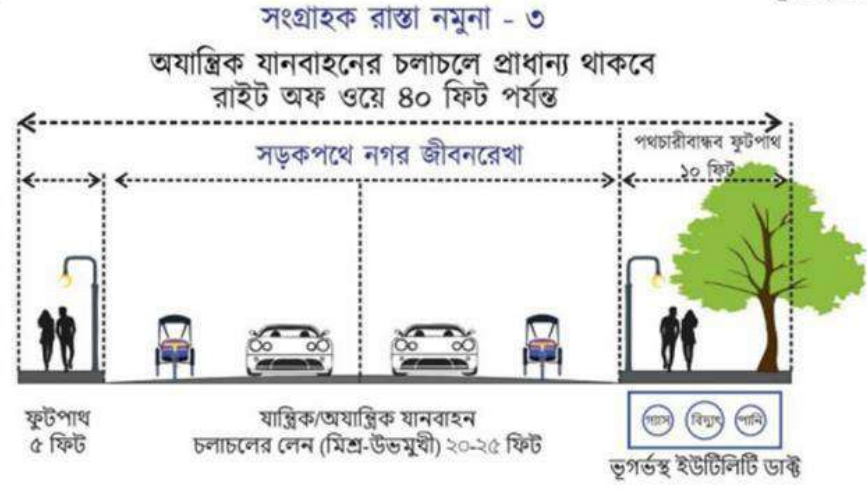 সংগ্রাহক রাস্তা নমুনা - ৩
অযান্ত্রিক যানবাহনের চলাচলে প্রাধান্য থাকবে
রাইট অফ ওয়ে ৪০ ফিট পর্যন্ত
সড়কপথে নগর জীবনরেখা
পথচারীবান্ধব ফুটপাথ
১০ ফিট
ফুটপাথ
৫ ফিট
যান্ত্রিক/অযান্ত্রিক যানবাহন
চলাচলের লেন (মিশ্র-উভমুখী) ২০-২৫ ফিট
গ্যাস বিদ্যুৎ পানি
ভূগর্ভস্থ ইউটিলিটি ডাক্ট